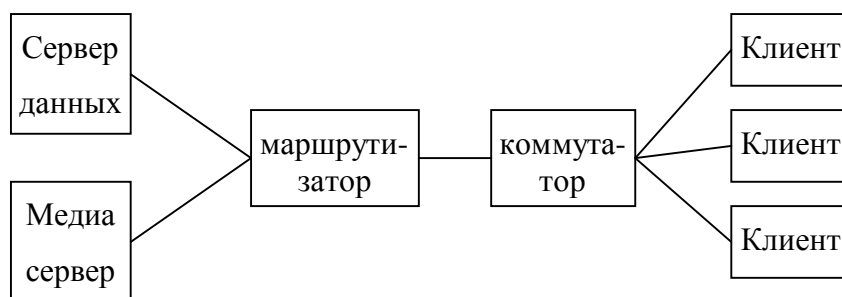 Сервер
данных
Медиа
сервер
маршрути-
затор
коммута-
тор
Клиент
Клиент
Клиент